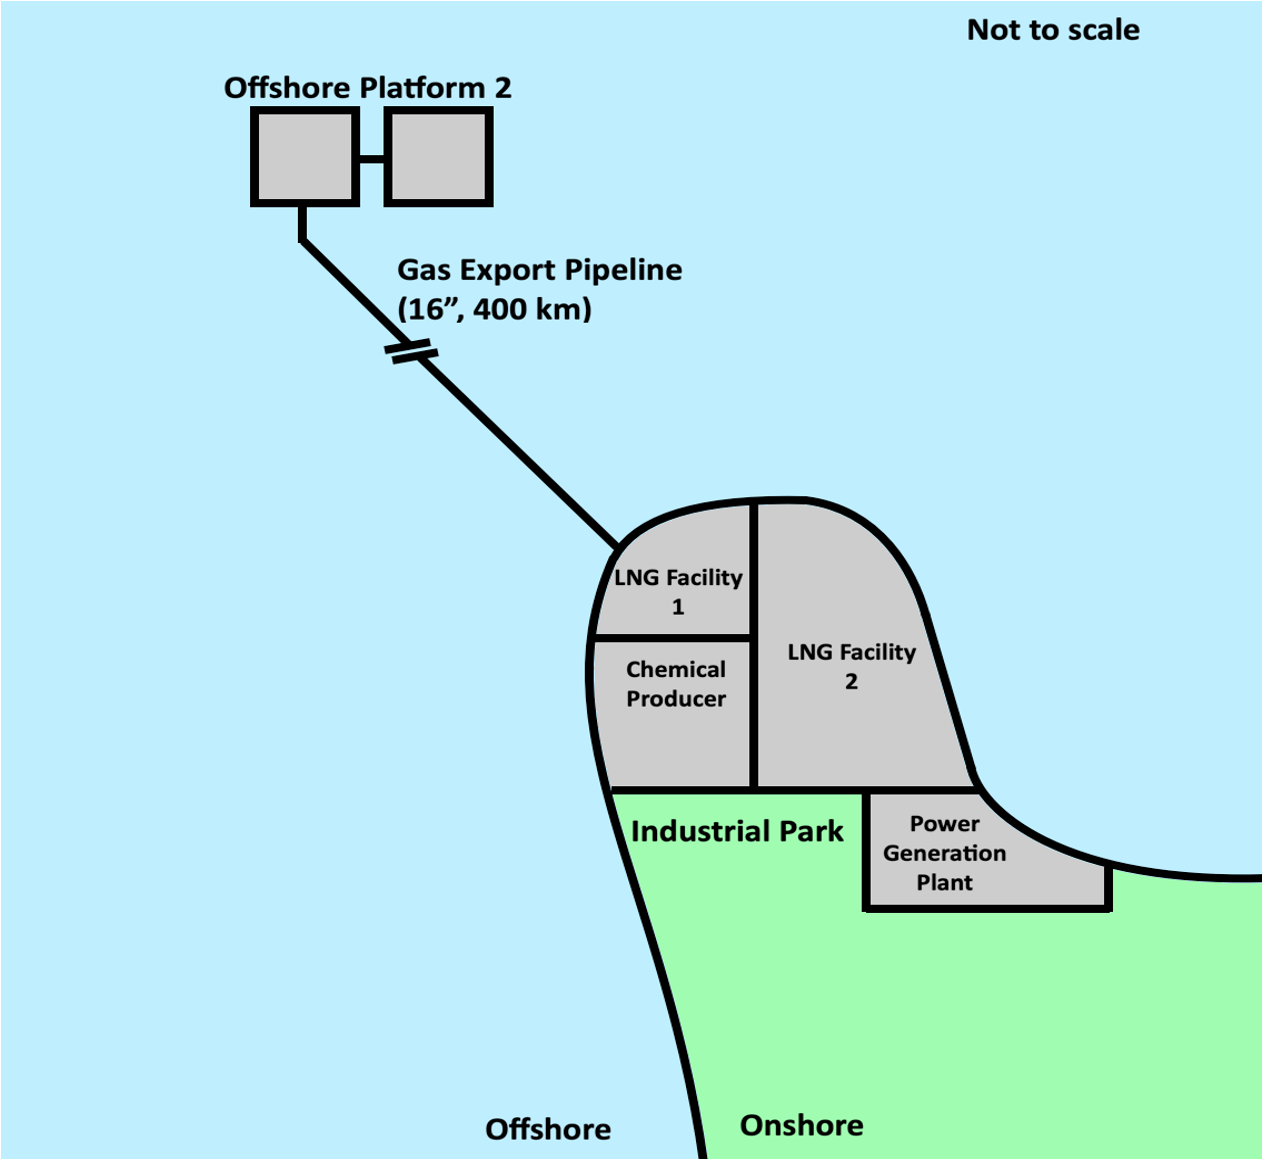 Not to scale
Offshore Platform 2
Gas Export Pipeline
(16”, 400 km)
LNG Facility
1
LNG Facility
2
Chemical
Producer
Industrial Park
Power
Generation
Plant
Offshore
Onshore